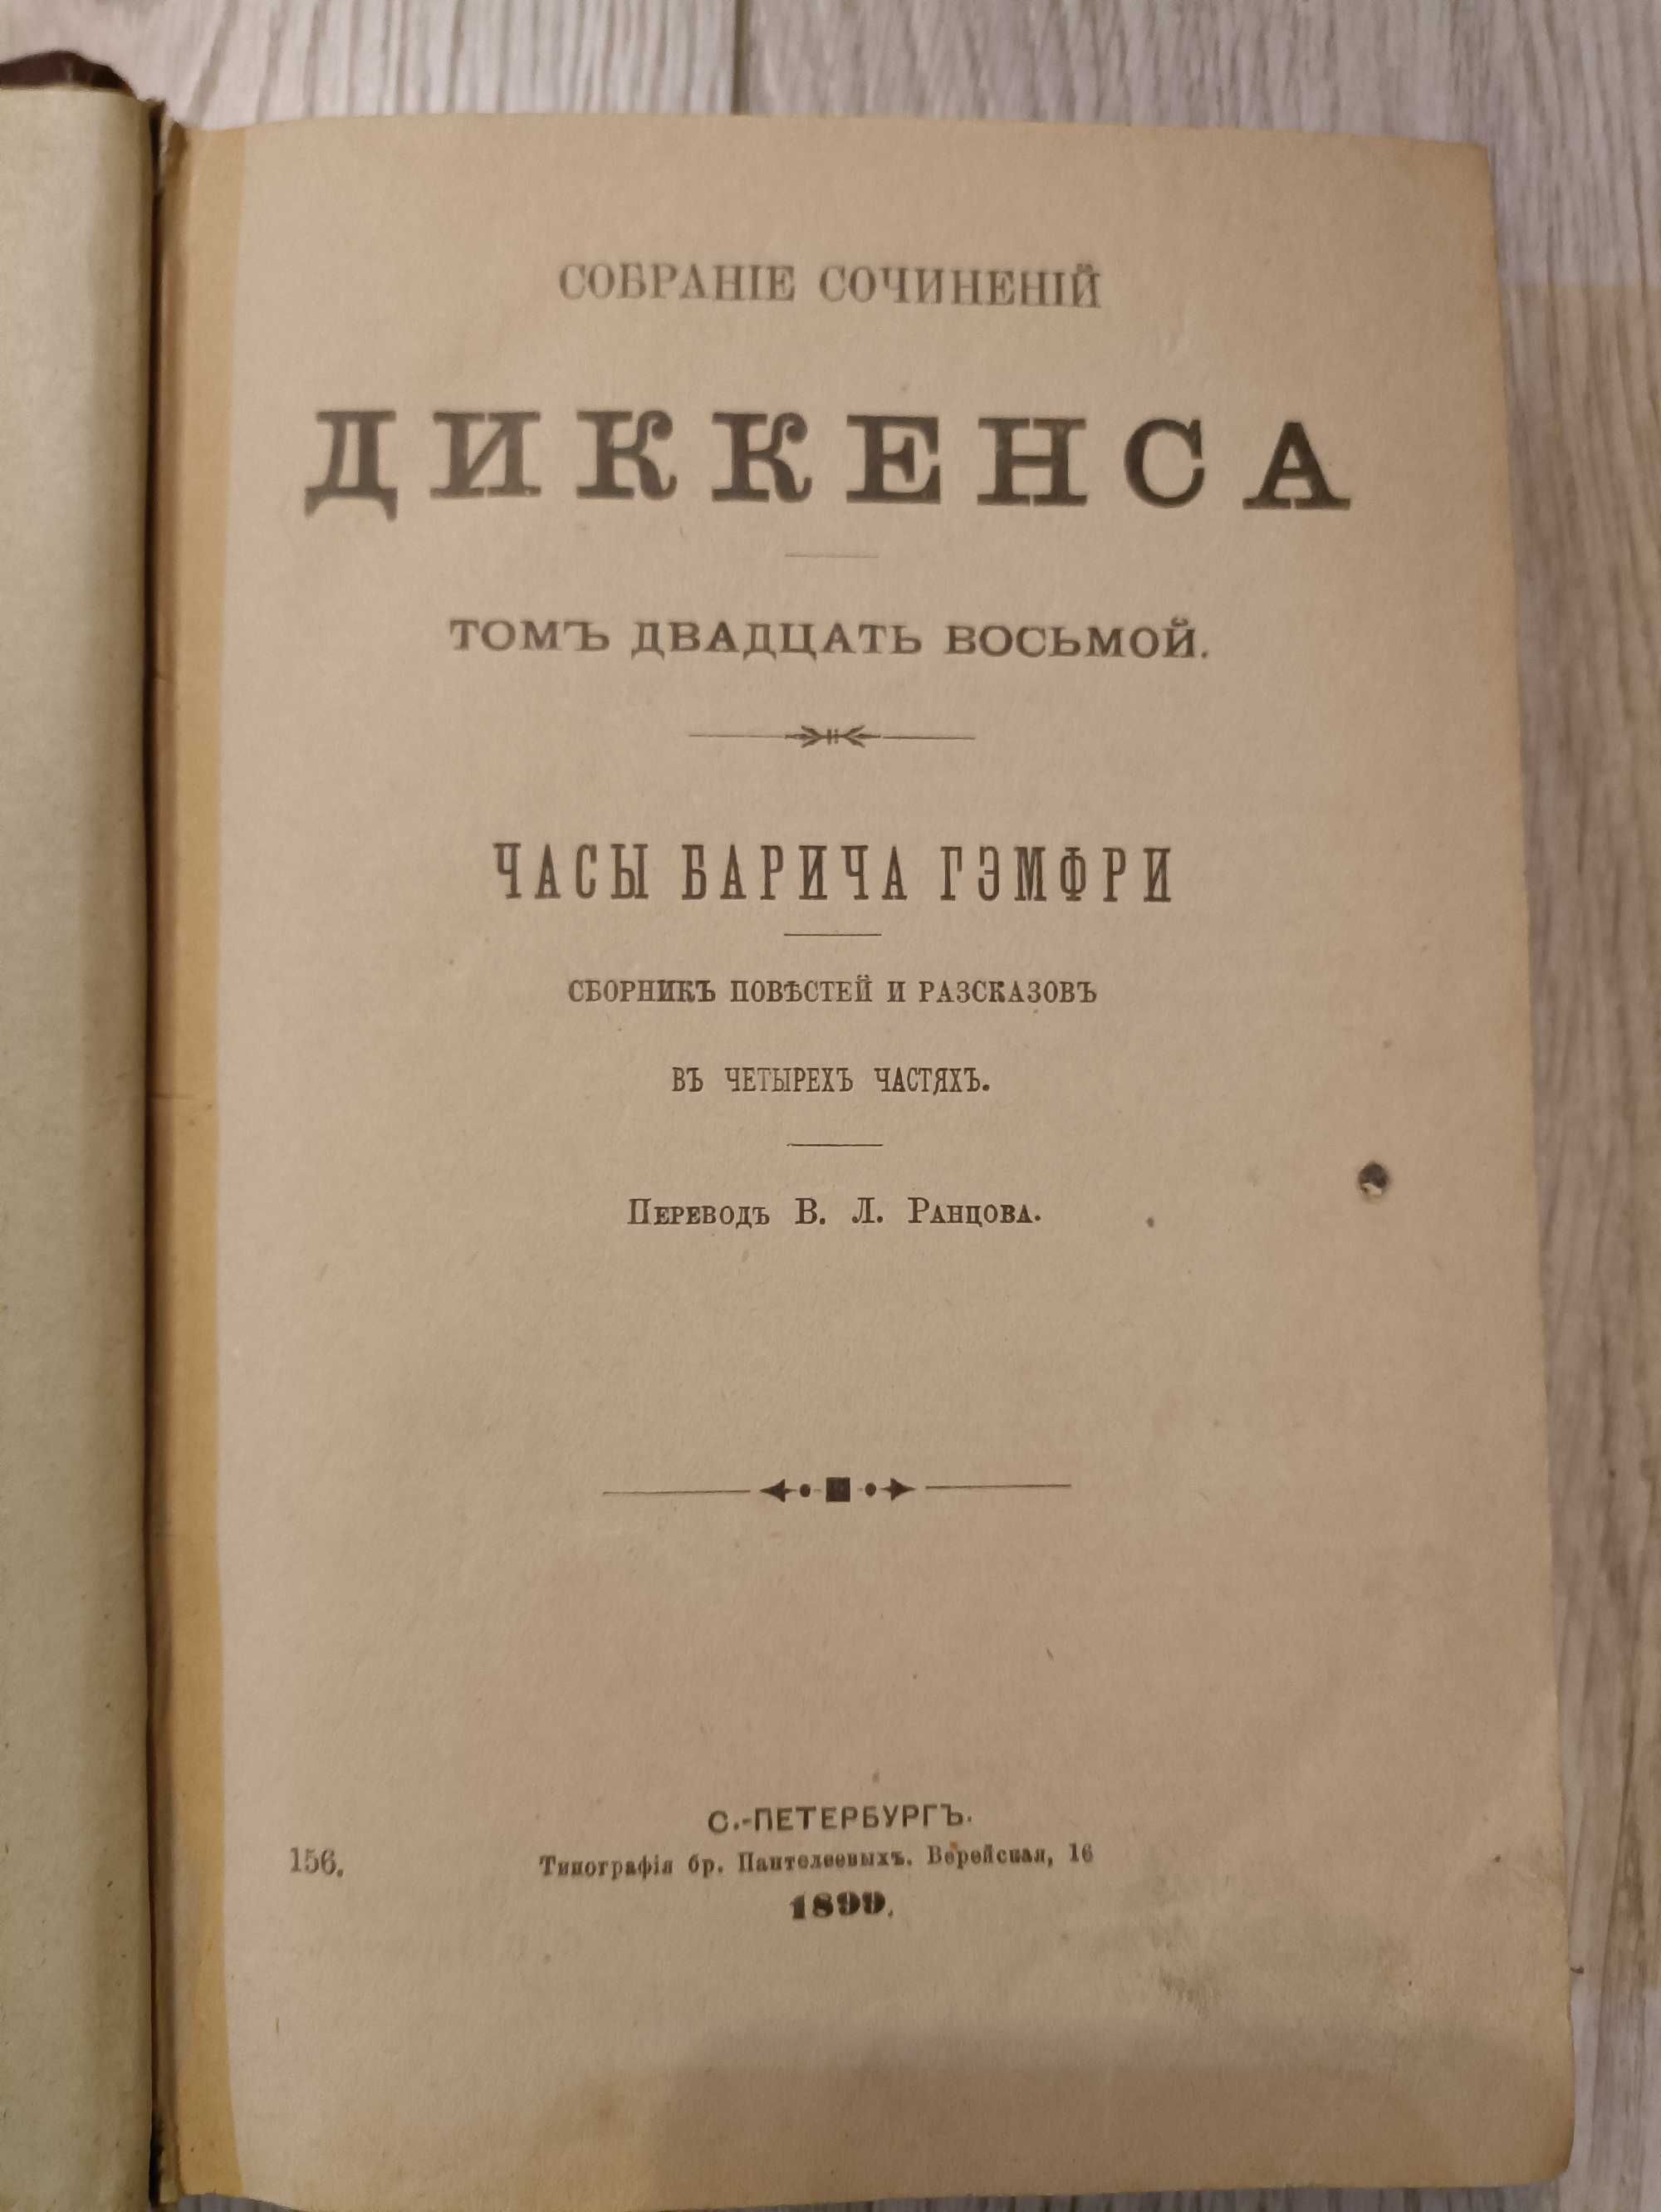 СОБРАНІЕ СОЧИНЕНІЙ
ДИККЕНСА
ТОМЪ ДВАДЦАТЬ ВОСЬМОЙ.
ЧАСЫ БАРИЧА ГЭМФРИ
СБОРНИКЪ ПОВѢСТЕЙ И РАЗСКАЗОВЪ
ВЪ ЧЕТЫРЕХЪ ЧАСТЯХЪ.
Переводъ В. Л. Ранцова.
С.-ПЕТЕРБУРГЪ.
156. Типографія бр. Пантелеевыхъ. Верейская, 16
1899.